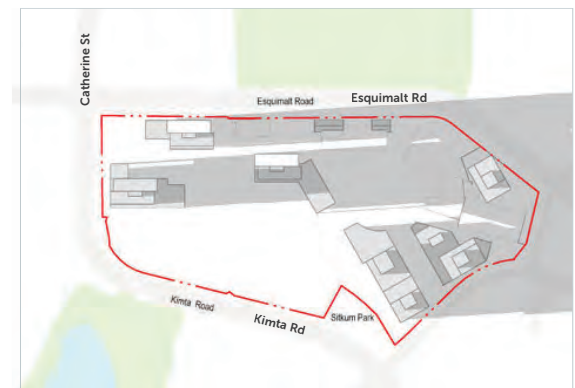 Catherine St
Esquimalt Road
Esquimalt Rd
Kimta Road
Kimta Rd
Sitkum Park